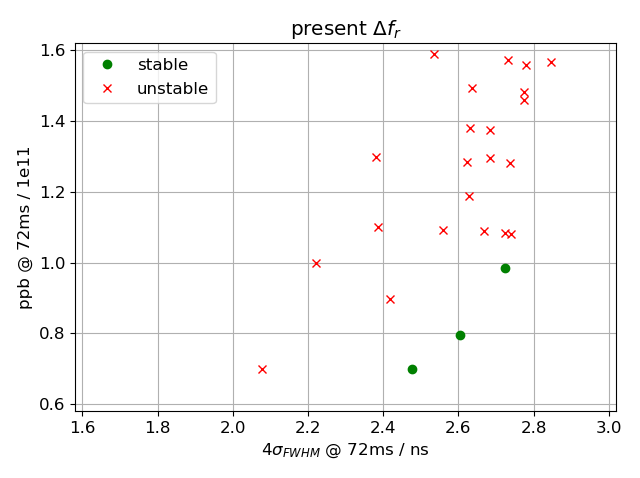 present Δf_r
stable
unstable
1.6
1.4
1.2
1.0
0.8
0.6
ppb @ 72ms / 1e11
1.6 1.8 2.0 2.2 2.4 2.6 2.8 3.0
4σ_FWHM @ 72ms / ns